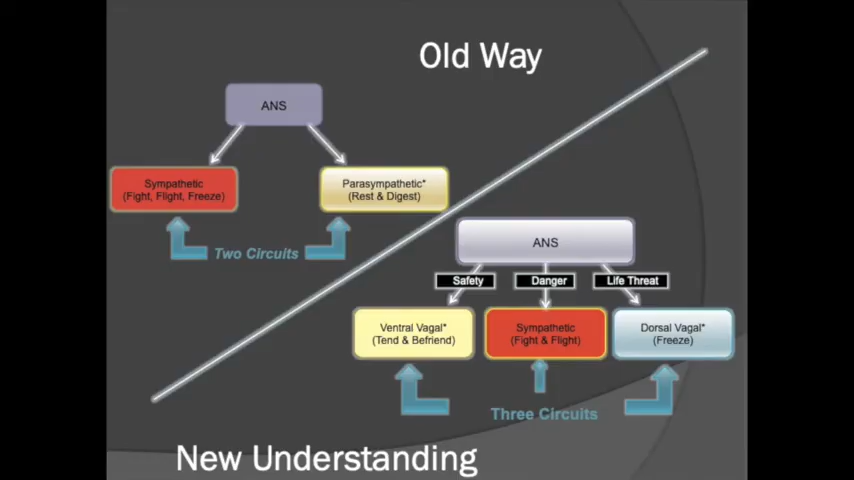 Old Way
ANS
Sympathetic
(Fight, Flight, Freeze)
Parasympathetic*
(Rest & Digest)
Two Circuits
ANS
Safety
Danger
Life Threat
Ventral Vagal*
(Tend & Befriend)
Sympathetic
(Fight & Flight)
Dorsal Vagal*
(Freeze)
Three Circuits
New Understanding